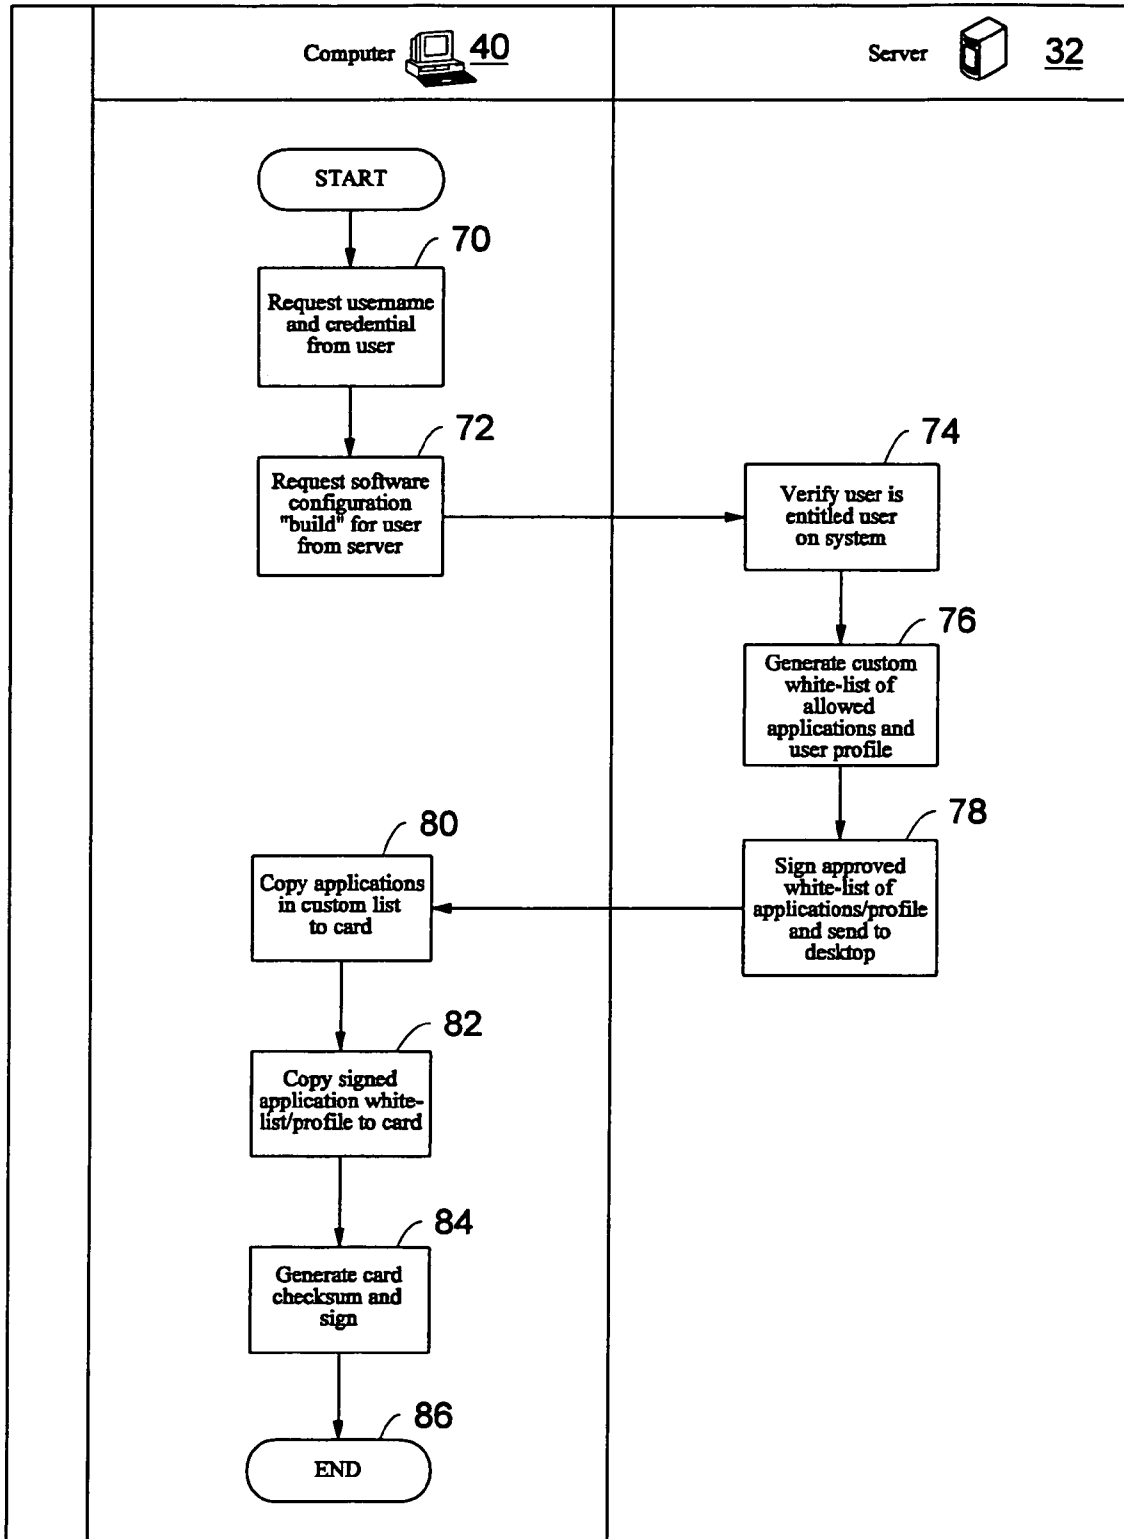 Computer 40
Server 32
START
70
Request username
and credential
from user
72
Request software
configuration
"build" for user
from server
74
Verify user is
entitled user
on system
76
Generate custom
white-list of
allowed
applications and
user profile
78
Sign approved
white-list of
applications/profile
and send to
desktop
80
Copy applications
in custom list
to card
82
Copy signed
application white-
list/profile to card
84
Generate card
checksum and
sign
86
END